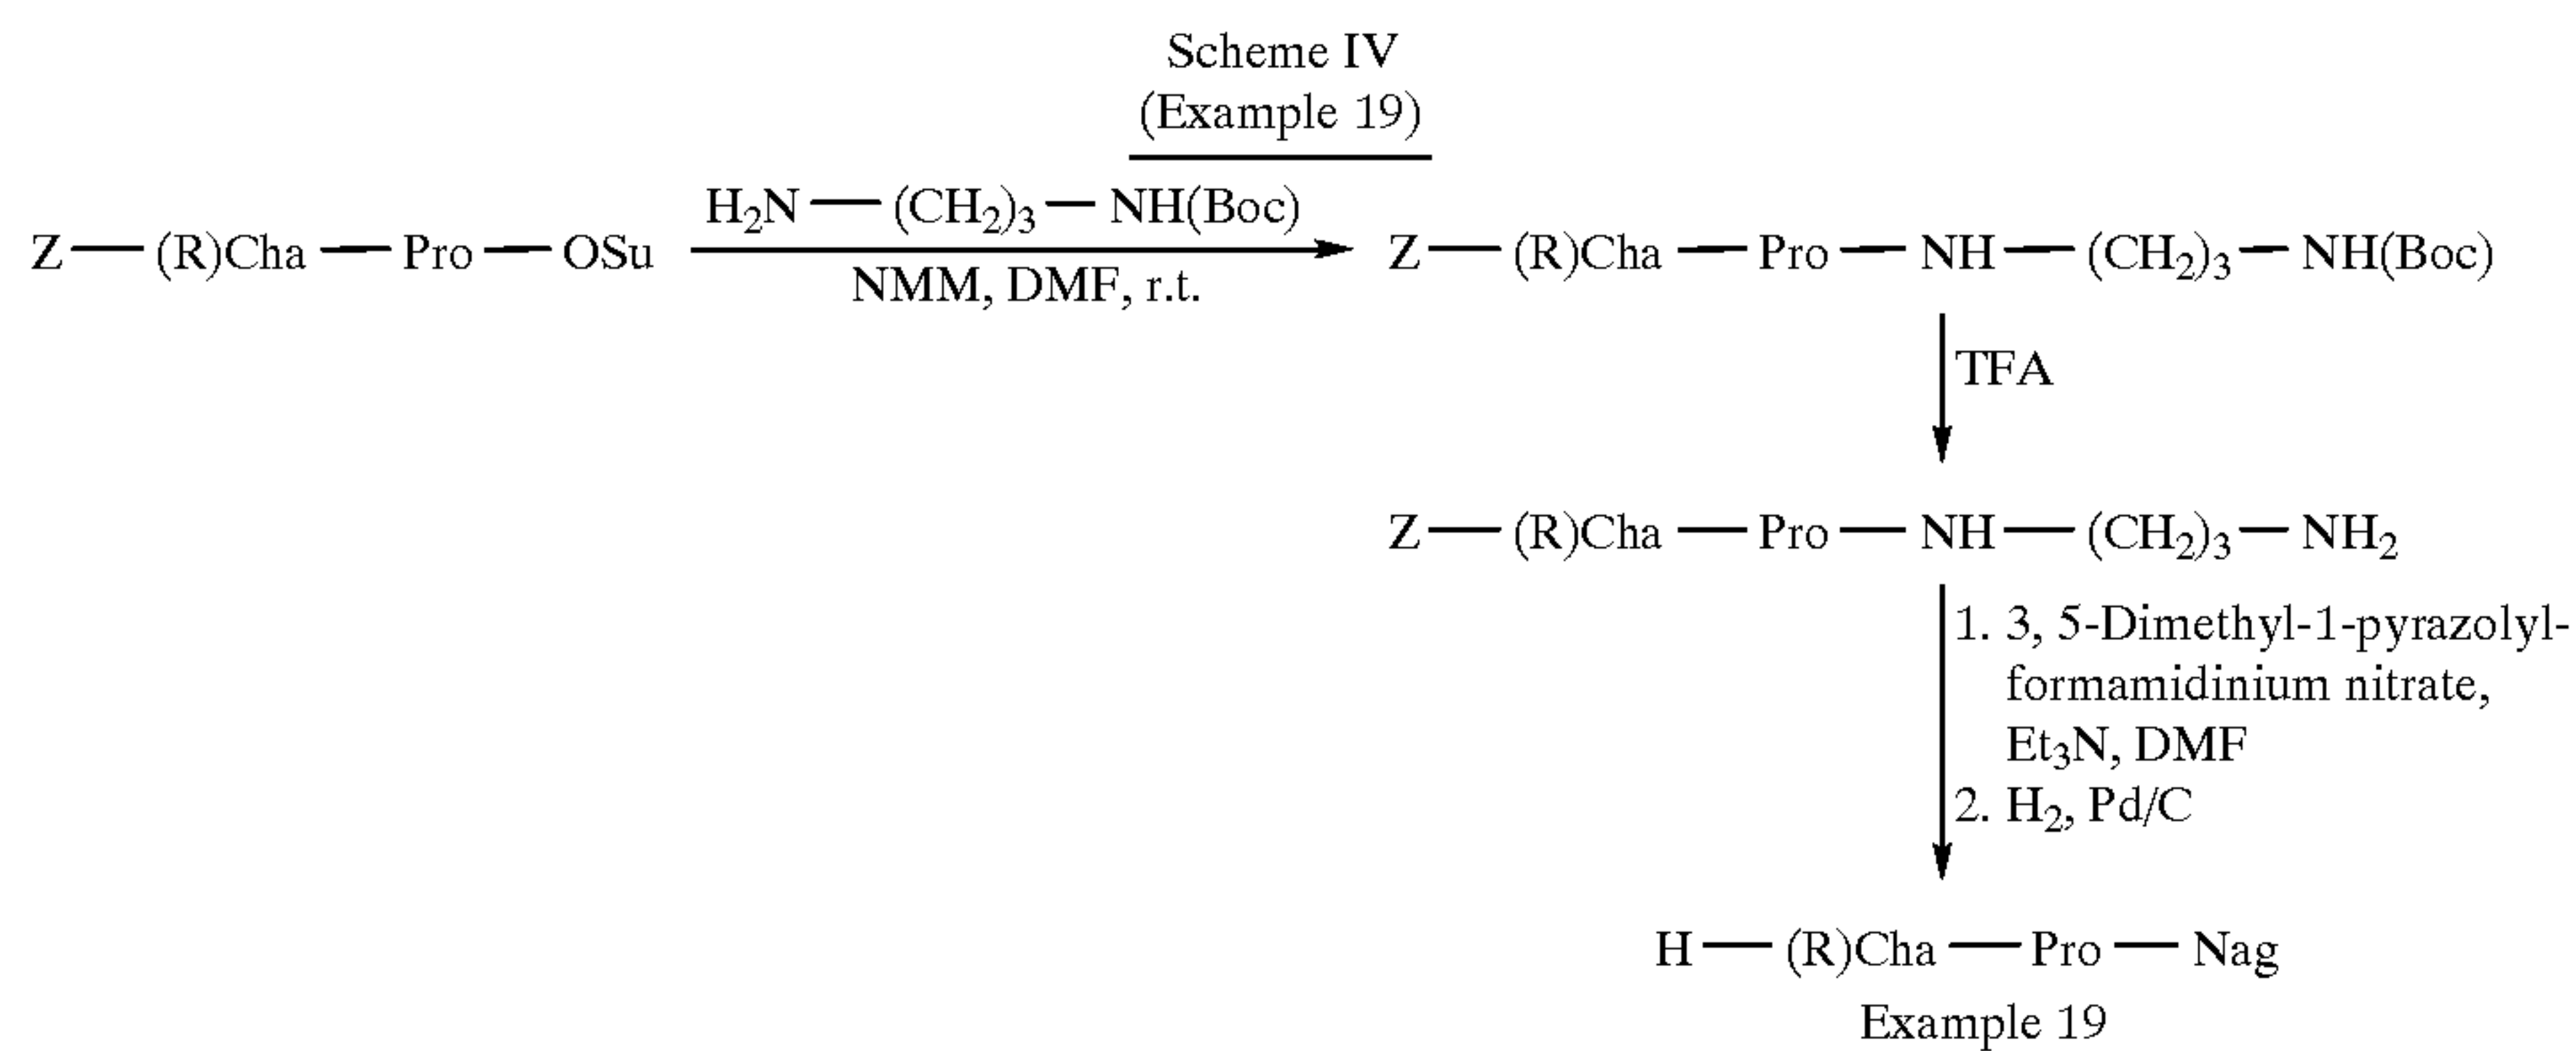 Scheme IV
(Example 19)
H₂N—(CH₂)₃—NH(Boc)
Z—(R)Cha—Pro—OSu
NMM, DMF, r.t.
Z—(R)Cha—Pro—NH—(CH₂)₃—NH(Boc)
TFA
Z—(R)Cha—Pro—NH—(CH₂)₃—NH₂
1. 3, 5-Dimethyl-1-pyrazolyl-
formamidinium nitrate,
Et₃N, DMF
2. H₂, Pd/C
H—(R)Cha—Pro—Nag
Example 19